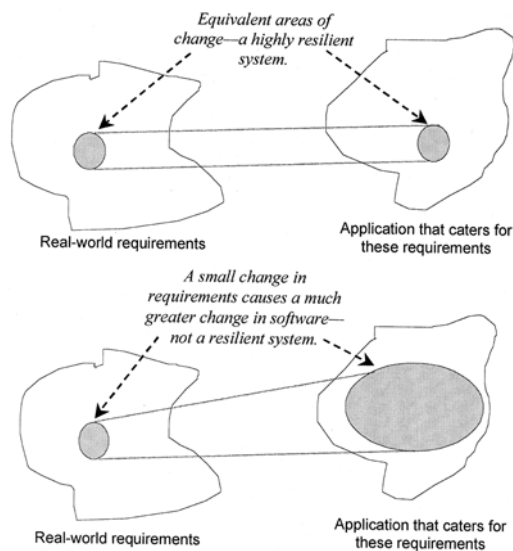 Equivalent areas of
change—a highly resilient
system.
Real-world requirements
Application that caters for
these requirements
A small change in
requirements causes a much
greater change in software—
not a resilient system.
Real-world requirements
Application that caters for
these requirements